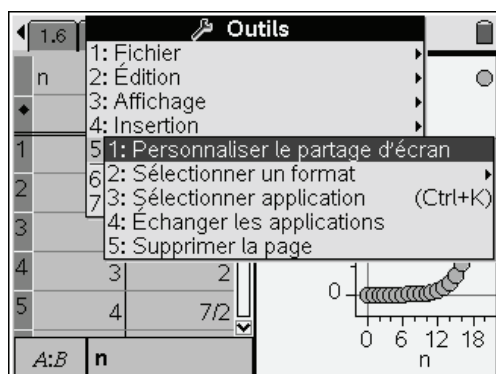 1.6
Outils
1: Fichier
2: Édition
3: Affichage
4: Insertion
5
6
7
1: Personnaliser le partage d'écran
2: Sélectionner un format
3: Sélectionner application (Ctrl+K)
4: Échanger les applications
5: Supprimer la page
n
1
2
3
4 3 2
5 4 7/2
A:B n
0
0 6 12 18
n